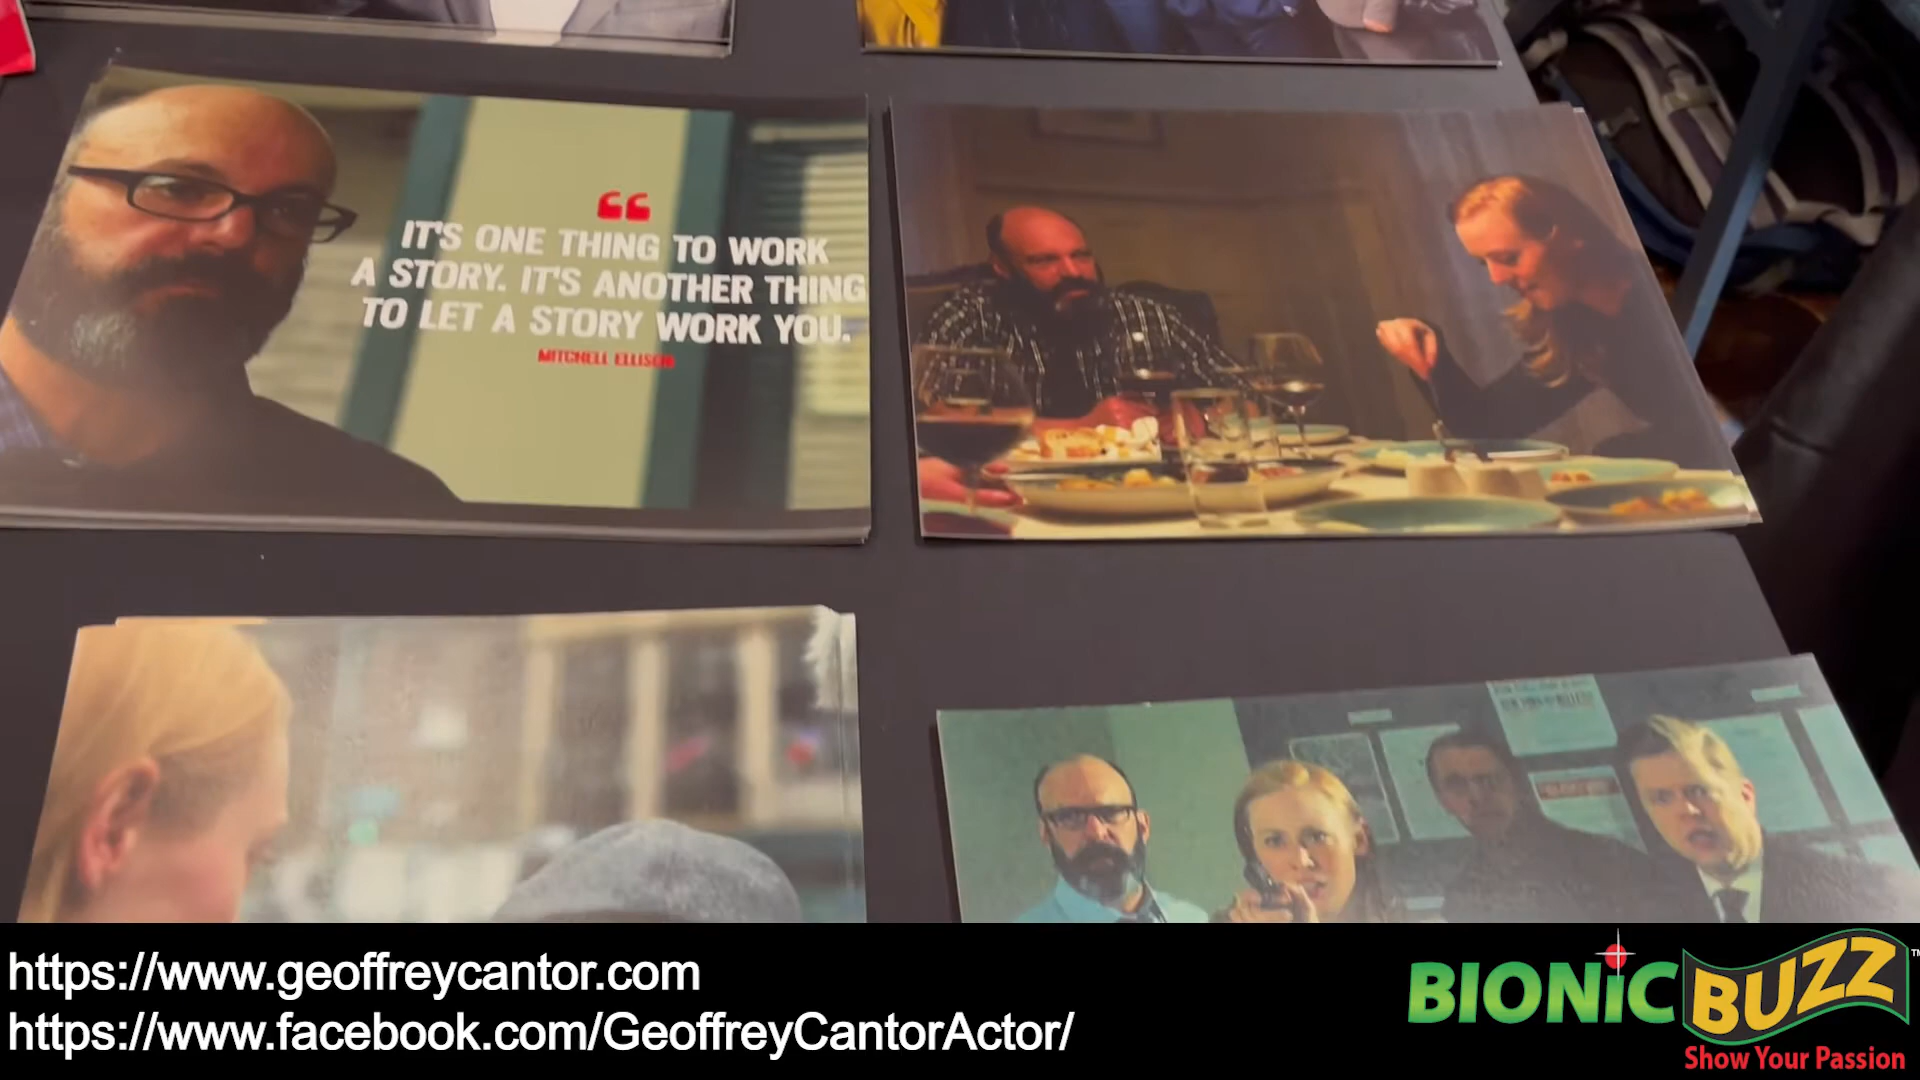 IT'S ONE THING TO WORK
A STORY. IT'S ANOTHER THING
TO LET A STORY WORK YOU.
MITCHELL ELLISON
https://www.geoffreycantor.com
https://www.facebook.com/GeoffreyCantorActor/
BIONIC BUZZ™
Show Your Passion